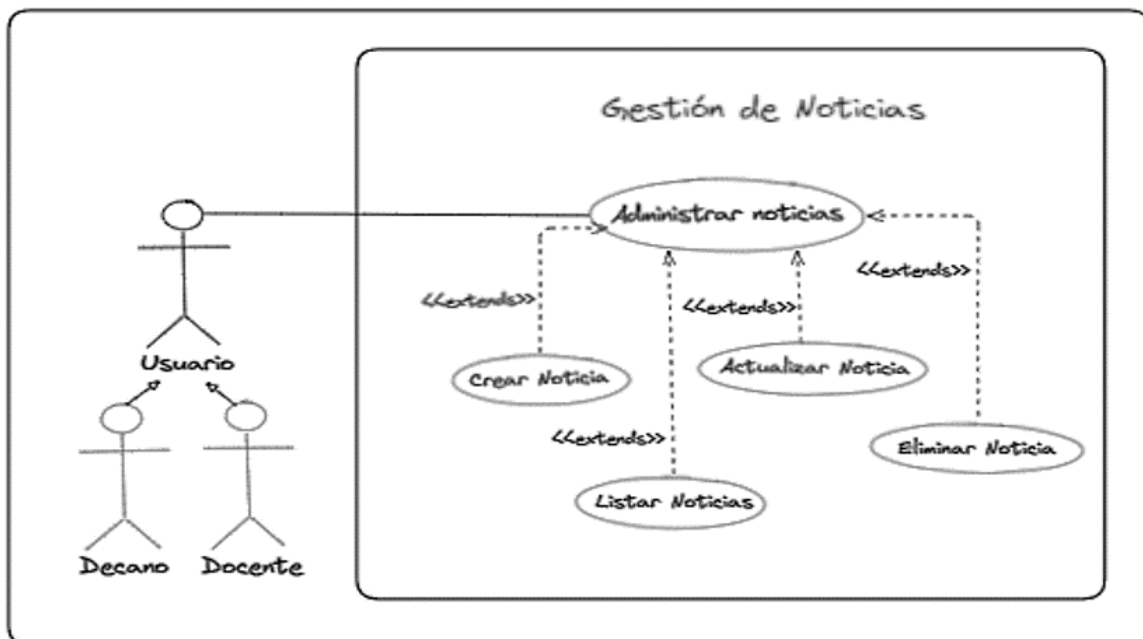 Gestión de Noticias
Administrar noticias
<<extends>>
<<extends>>
<<extends>>
Usuario
Crear Noticia
Actualizar Noticia
<<extends>>
Eliminar Noticia
Listar Noticias
Decano
Docente